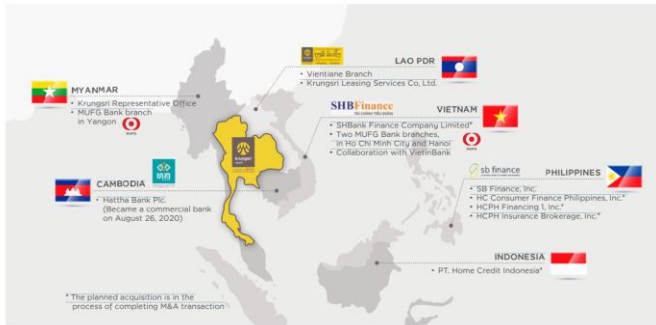 LAO PDR
• Vientiane Branch
• Krungsri Leasing Services Co, Ltd.
MYANMAR
• Krungsri Representative Office
• MUFG Bank branch
in Yangon
MUFG
SHBFinance
VIETNAM
• SHBank Finance Company Limited*
• Two MUFG Bank branches,
in Ho Chi Minh City and Hanoi
• Collaboration with VietinBank
MUFG
krungsri
CAMBODIA
• Hattha Bank Plc.
(Became a commercial bank
on August 26, 2020)
sb finance
PHILIPPINES
• SB Finance, Inc.
• HC Consumer Finance Philippines, Inc.*
• HCPH Financing 1, Inc.*
• HCPH Insurance Brokerage, Inc.*
INDONESIA
• PT. Home Credit Indonesia*
* The planned acquisition is in the
process of completing M&A transaction